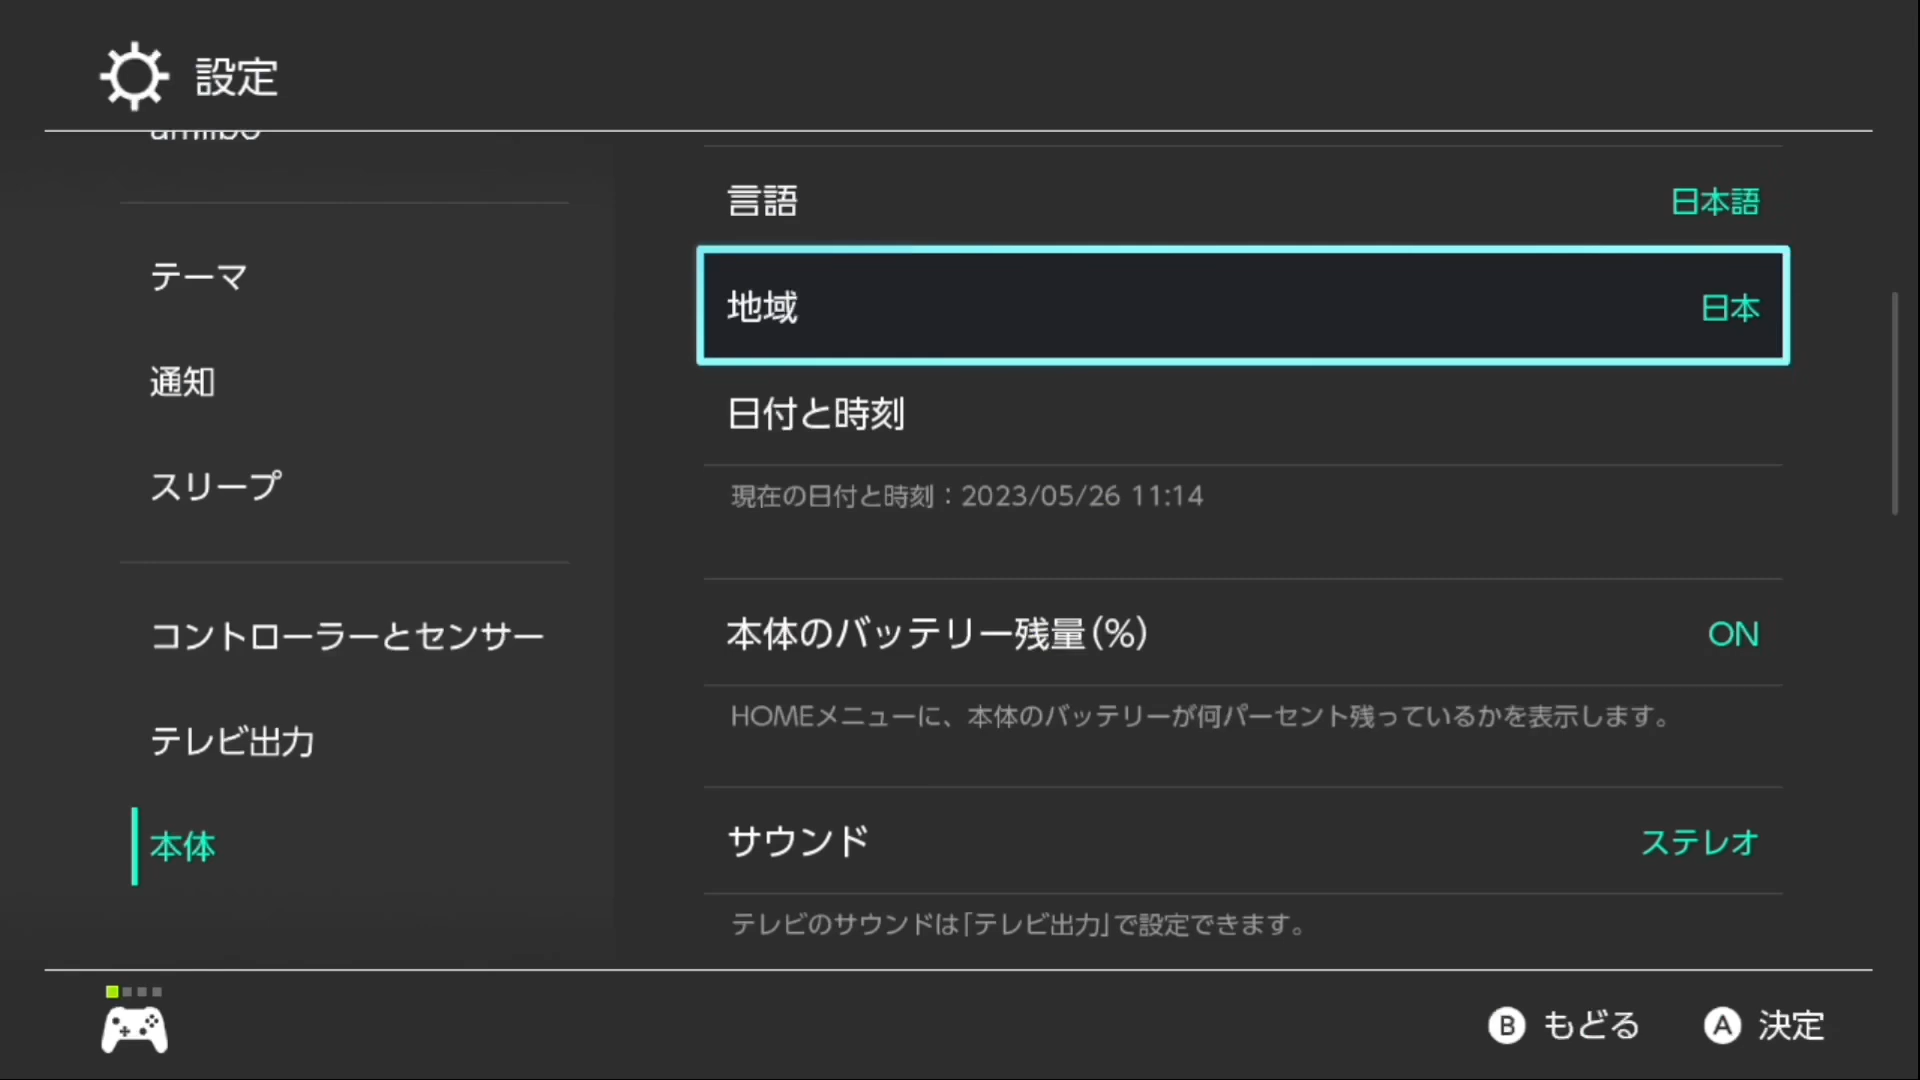 設定
amiibo
テーマ
通知
スリープ
コントローラーとセンサー
テレビ出力
本体
言語 日本語
地域 日本
日付と時刻
現在の日付と時刻：2023/05/26 11:14
本体のバッテリー残量(%) ON
HOMEメニューに、本体のバッテリーが何パーセント残っているかを表示します。
サウンド ステレオ
テレビのサウンドは｢テレビ出力｣で設定できます。
B もどる A 決定